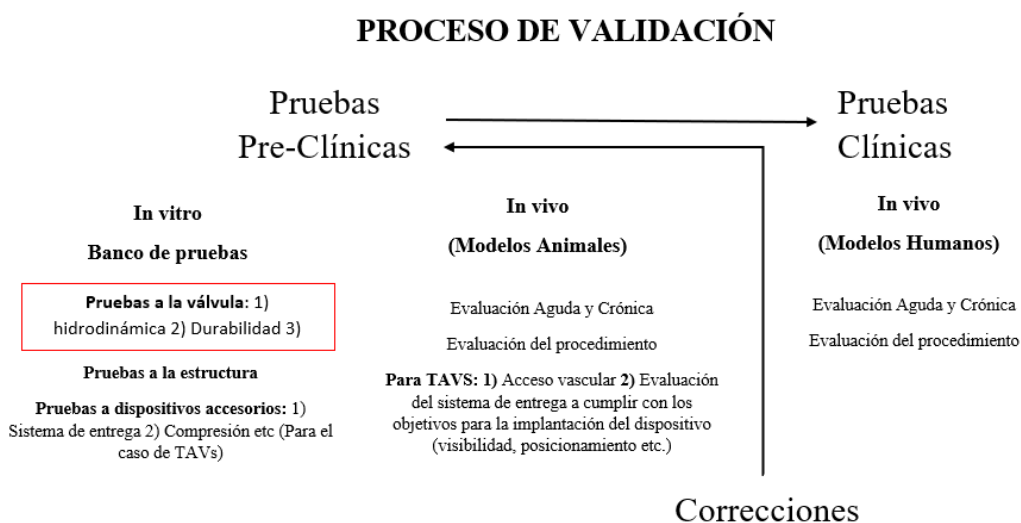 PROCESO DE VALIDACIÓN
Pruebas
Pre-Clínicas
Pruebas
Clínicas
In vitro
Banco de pruebas
Pruebas a la válvula: 1)
hidrodinámica 2) Durabilidad 3)
Pruebas a la estructura
Pruebas a dispositivos accesorios: 1)
Sistema de entrega 2) Compresión etc (Para el
caso de TAVs)
In vivo
(Modelos Animales)
Evaluación Aguda y Crónica
Evaluación del procedimiento
Para TAVS: 1) Acceso vascular 2) Evaluación
del sistema de entrega a cumplir con los
objetivos para la implantación del dispositivo
(visibilidad, posicionamiento etc.)
In vivo
(Modelos Humanos)
Evaluación Aguda y Crónica
Evaluación del procedimiento
Correcciones